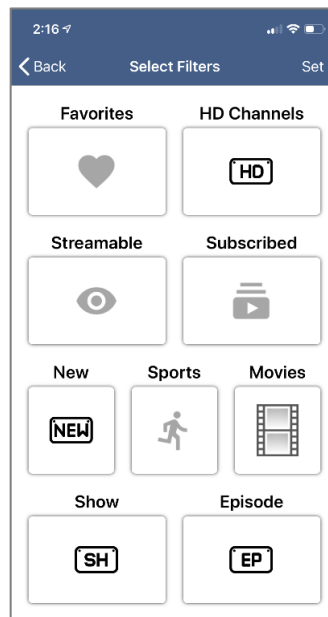 2:16
Back Select Filters Set
Favorites HD Channels
HD
Streamable Subscribed
New Sports Movies
NEW
Show Episode
SH EP